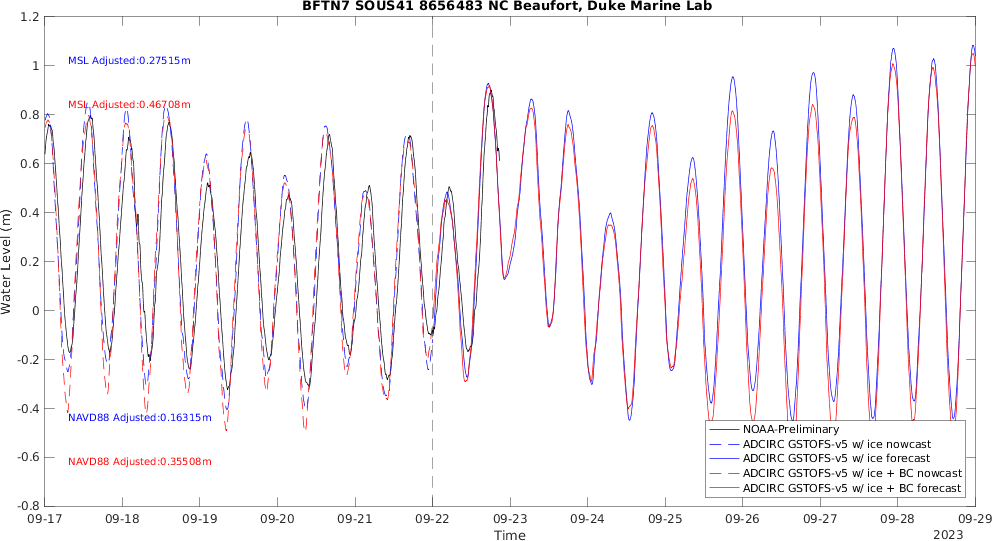 BFTN7 SOUS41 8656483 NC Beaufort, Duke Marine Lab
1.2
1
0.8
0.6
0.4
0.2
0
-0.2
-0.4
-0.6
-0.8
Water Level (m)
MSL Adjusted:0.27515m
MSL Adjusted:0.46708m
NAVD88 Adjusted:0.16315m
NAVD88 Adjusted:0.35508m
NOAA-Preliminary
ADCIRC GSTOFS-v5 w/ ice nowcast
ADCIRC GSTOFS-v5 w/ ice forecast
ADCIRC GSTOFS-v5 w/ ice + BC nowcast
ADCIRC GSTOFS-v5 w/ ice + BC forecast
09-17 09-18 09-19 09-20 09-21 09-22 09-23 09-24 09-25 09-26 09-27 09-28 09-29
Time
2023